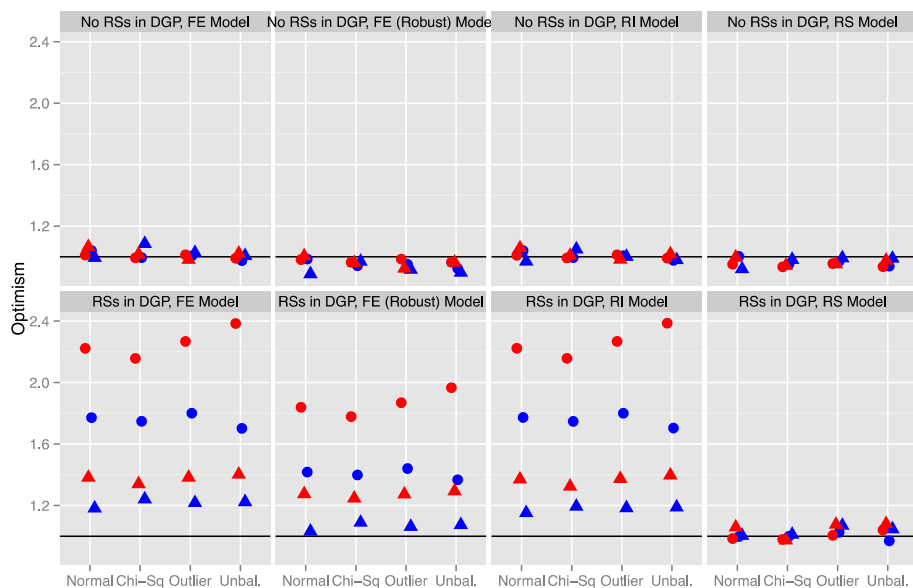 No RSs in DGP, FE Model
No RSs in DGP, FE (Robust) Mode
No RSs in DGP, RI Model
No RSs in DGP, RS Model
2.4
2.0
1.6
1.2
Optimism
RSs in DGP, FE Model
RSs in DGP, FE (Robust) Model
RSs in DGP, RI Model
RSs in DGP, RS Model
2.4
2.0
1.6
1.2
Normal Chi−Sq Outlier Unbal. Normal Chi−Sq Outlier Unbal. Normal Chi−Sq Outlier Unbal. Normal Chi−Sq Outlier Unbal.